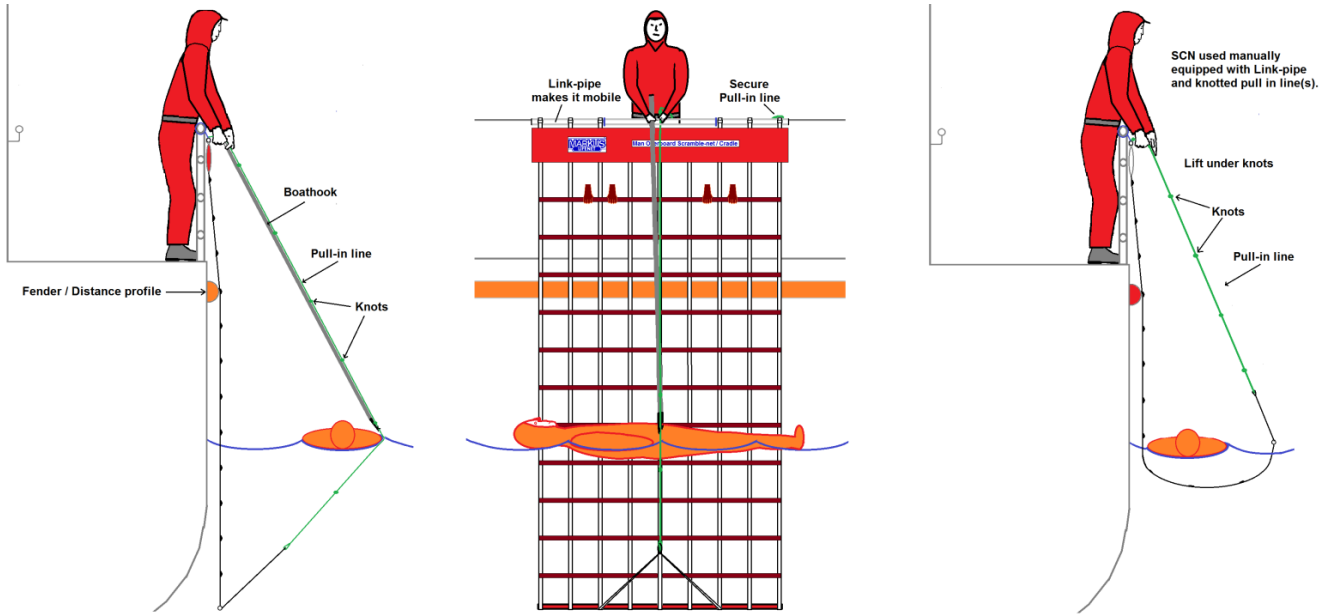 Boathook
Pull-in line
Fender / Distance profile
Knots
Link-pipe
makes it mobile
Secure
Pull-in line
MARKUS
Man Overboard Scramble-net / Cradle
SCN used manually
equipped with Link-pipe
and knotted pull in line(s).
Lift under knots
Knots
Pull-in line